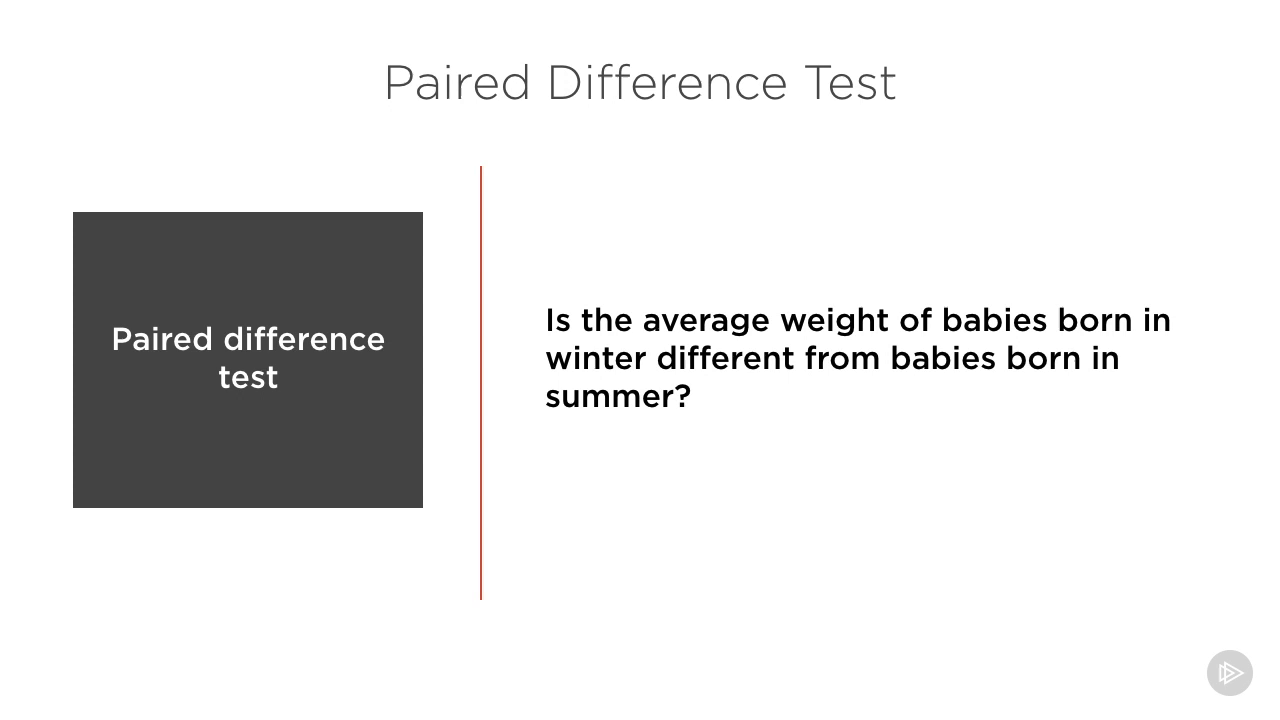 Paired Difference Test
Paired difference
test
Is the average weight of babies born in
winter different from babies born in
summer?